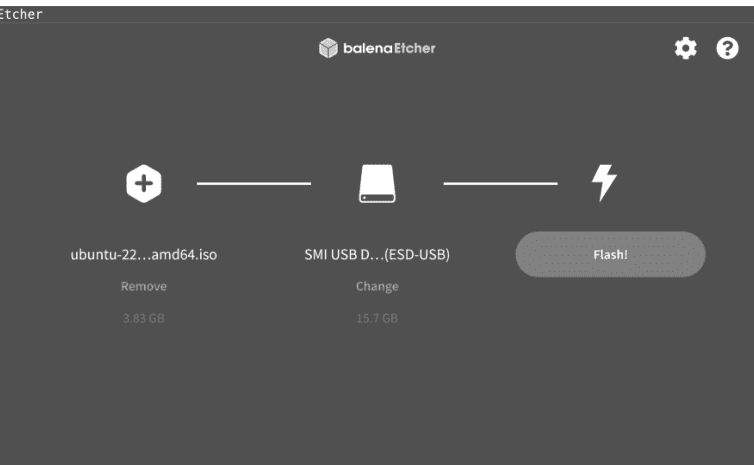 Etcher
balenaEtcher
ubuntu-22...amd64.iso
SMI USB D...(ESD-USB)
Flash!
Remove
Change
3.83 GB
15.7 GB